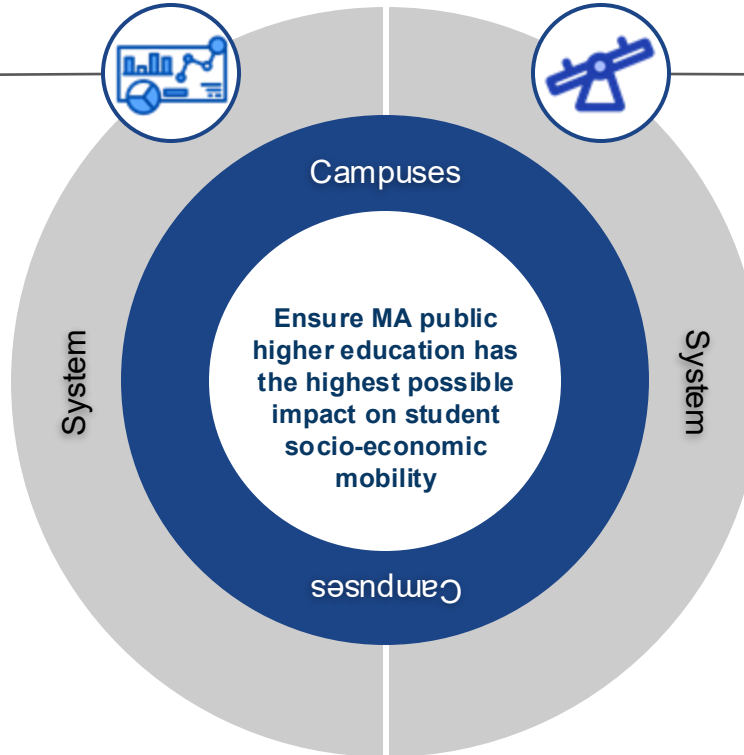 Campuses
System
Ensure MA public
higher education has
the highest possible
impact on student
socio-economic
mobility
System
Campuses